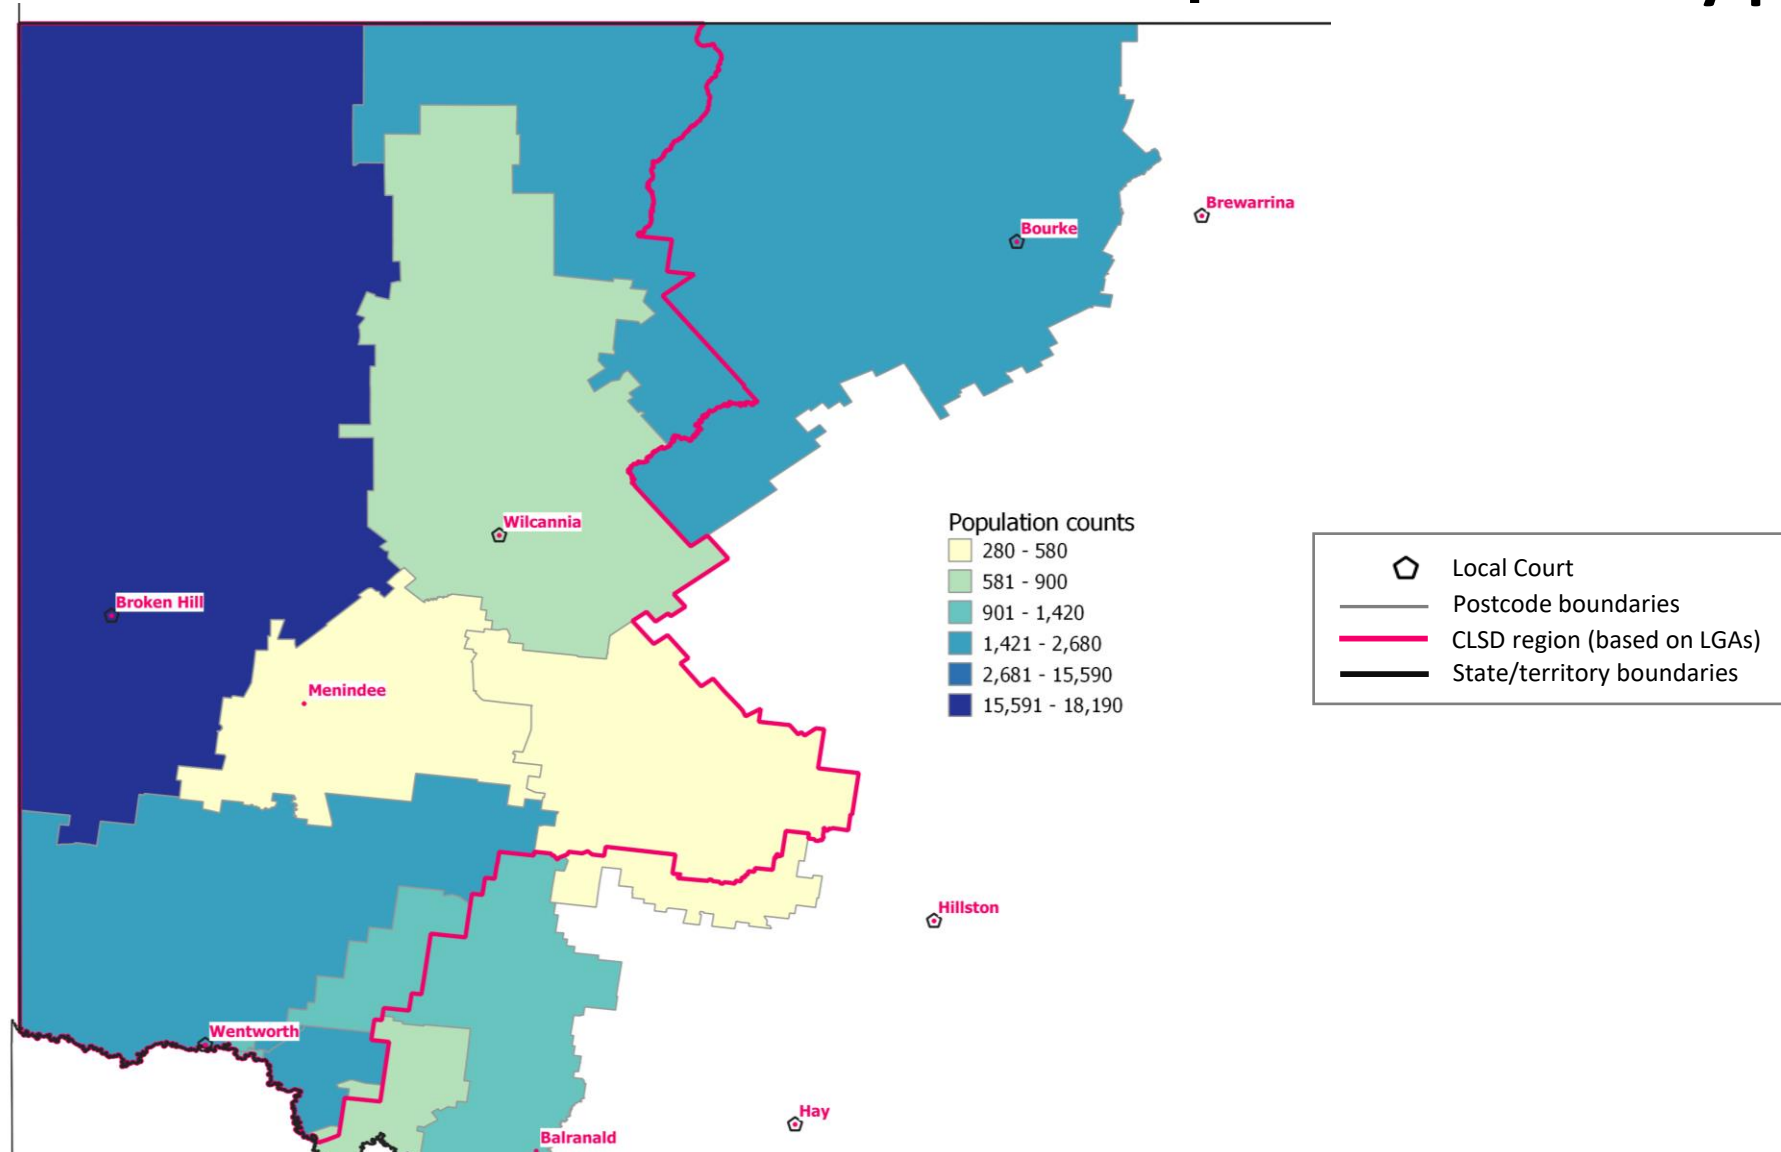 Brewarrina
Bourke
Wilcannia
Broken Hill
Menindee
Population counts
280 - 580
581 - 900
901 - 1,420
1,421 - 2,680
2,681 - 15,590
15,591 - 18,190
Local Court
Postcode boundaries
CLSD region (based on LGAs)
State/territory boundaries
Hillston
Wentworth
Hay
Balranald